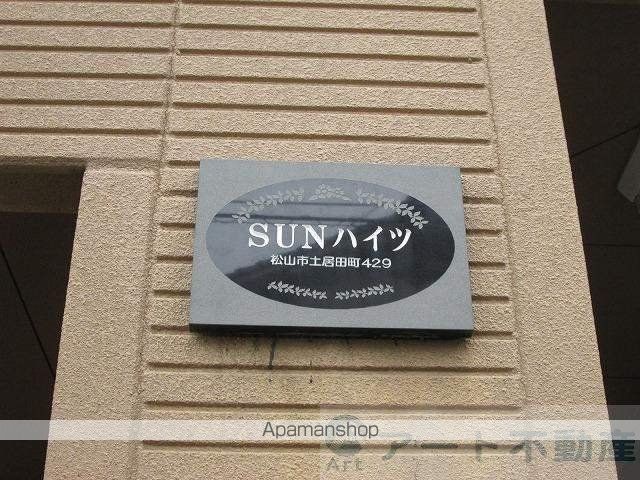 SUNハイツ
松山市土居田町429
Apamanshop
アート不動産
Art